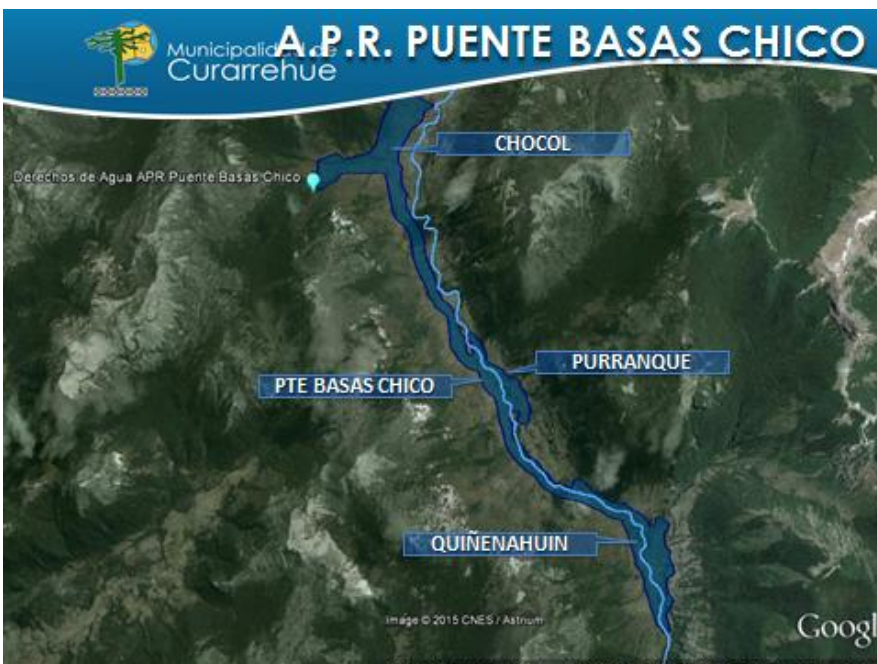 Municipalidad de
Curarrehue
A.P.R. PUENTE BASAS CHICO
CHOCOL
Derechos de Agua APR Puente Basas Chico
PURRANQUE
PTE BASAS CHICO
QUIÑENAHUIN
Image © 2015 CNES / Astrium
Googl